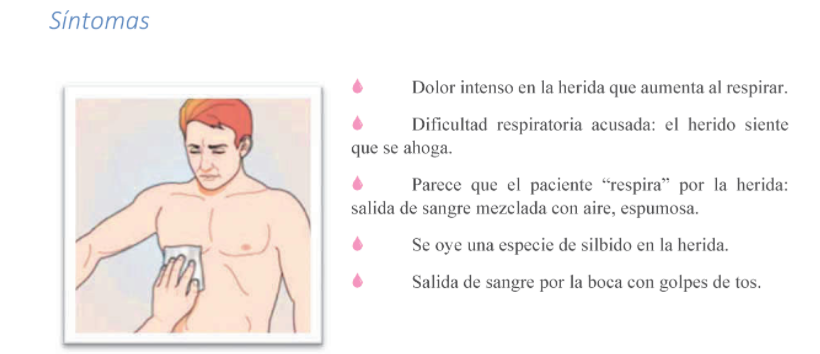 Síntomas
Dolor intenso en la herida que aumenta al respirar.
Dificultad respiratoria acusada: el herido siente
que se ahoga.
Parece que el paciente “respira” por la herida:
salida de sangre mezclada con aire, espumosa.
Se oye una especie de silbido en la herida.
Salida de sangre por la boca con golpes de tos.